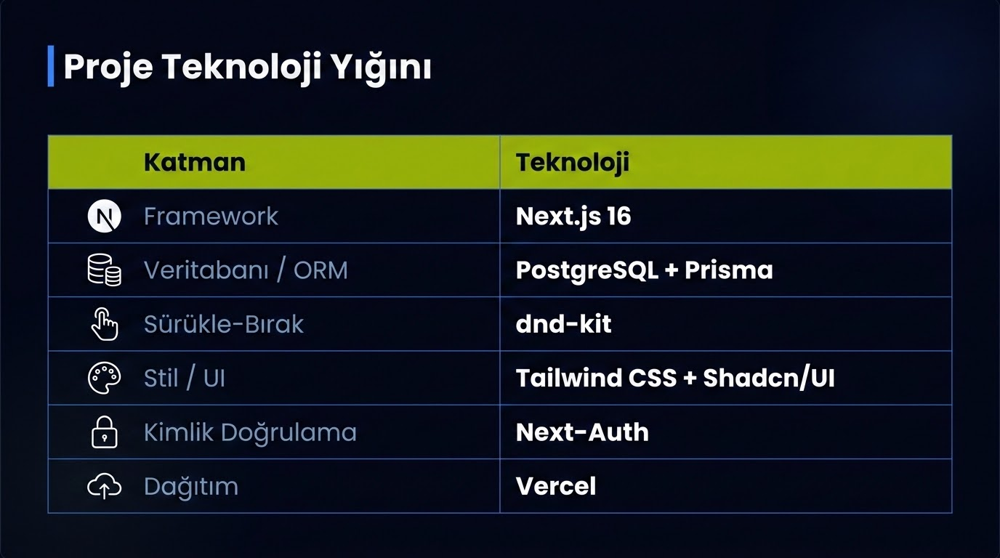 Proje Teknoloji Yığını
Katman Teknoloji
N Framework Next.js 16
Veritabanı / ORM PostgreSQL + Prisma
Sürükle-Bırak dnd-kit
Stil / UI Tailwind CSS + Shadcn/UI
Kimlik Doğrulama Next-Auth
Dağıtım Vercel